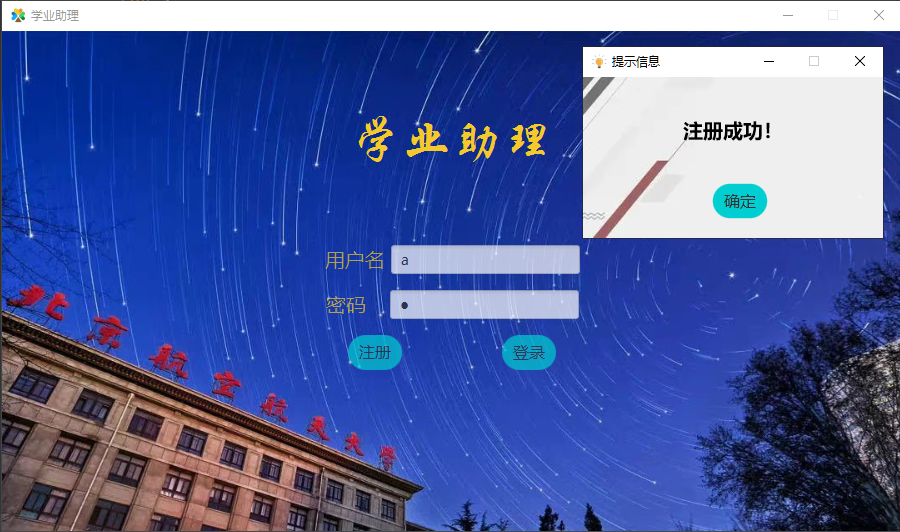 学业助理
提示信息
注册成功!
确定
学业助理
用户名 a
密码 ●
注册 登录
北京航空航天大学